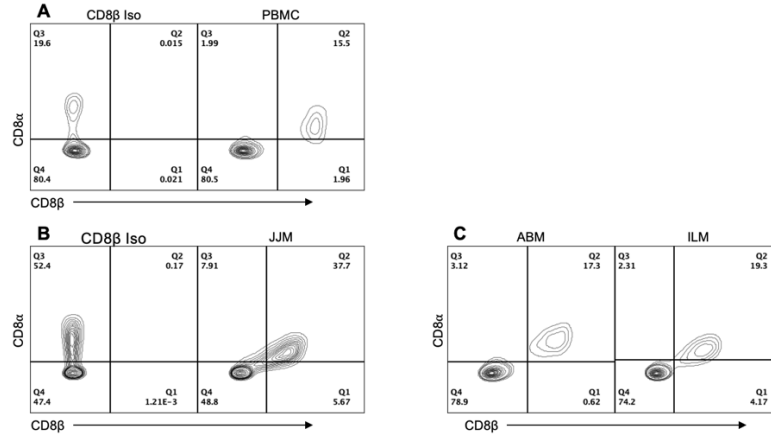 A
CD8β Iso
PBMC
Q3
19.6
Q2
0.015
Q3
1.99
Q2
15.5
CD8α
Q4
80.4
Q1
0.021
Q4
80.5
Q1
1.96
CD8β
B
CD8β Iso
JJM
Q3
52.4
Q2
0.17
Q3
7.91
Q2
37.7
CD8α
Q4
47.4
Q1
1.21E-3
Q4
48.8
Q1
5.67
CD8β
C
ABM
ILM
Q3
3.12
Q2
17.3
Q3
2.31
Q2
19.3
CD8α
Q4
78.9
Q1
0.62
Q4
74.2
Q1
4.17
CD8β